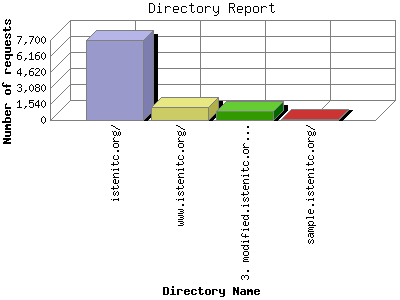 Directory Report
Number of requests
7,700
6,160
4,620
3,080
1,540
0
istenitc.org/
www.istenitc.org/
3. modified.istenitc.or...
sample.istenitc.org/
Directory Name